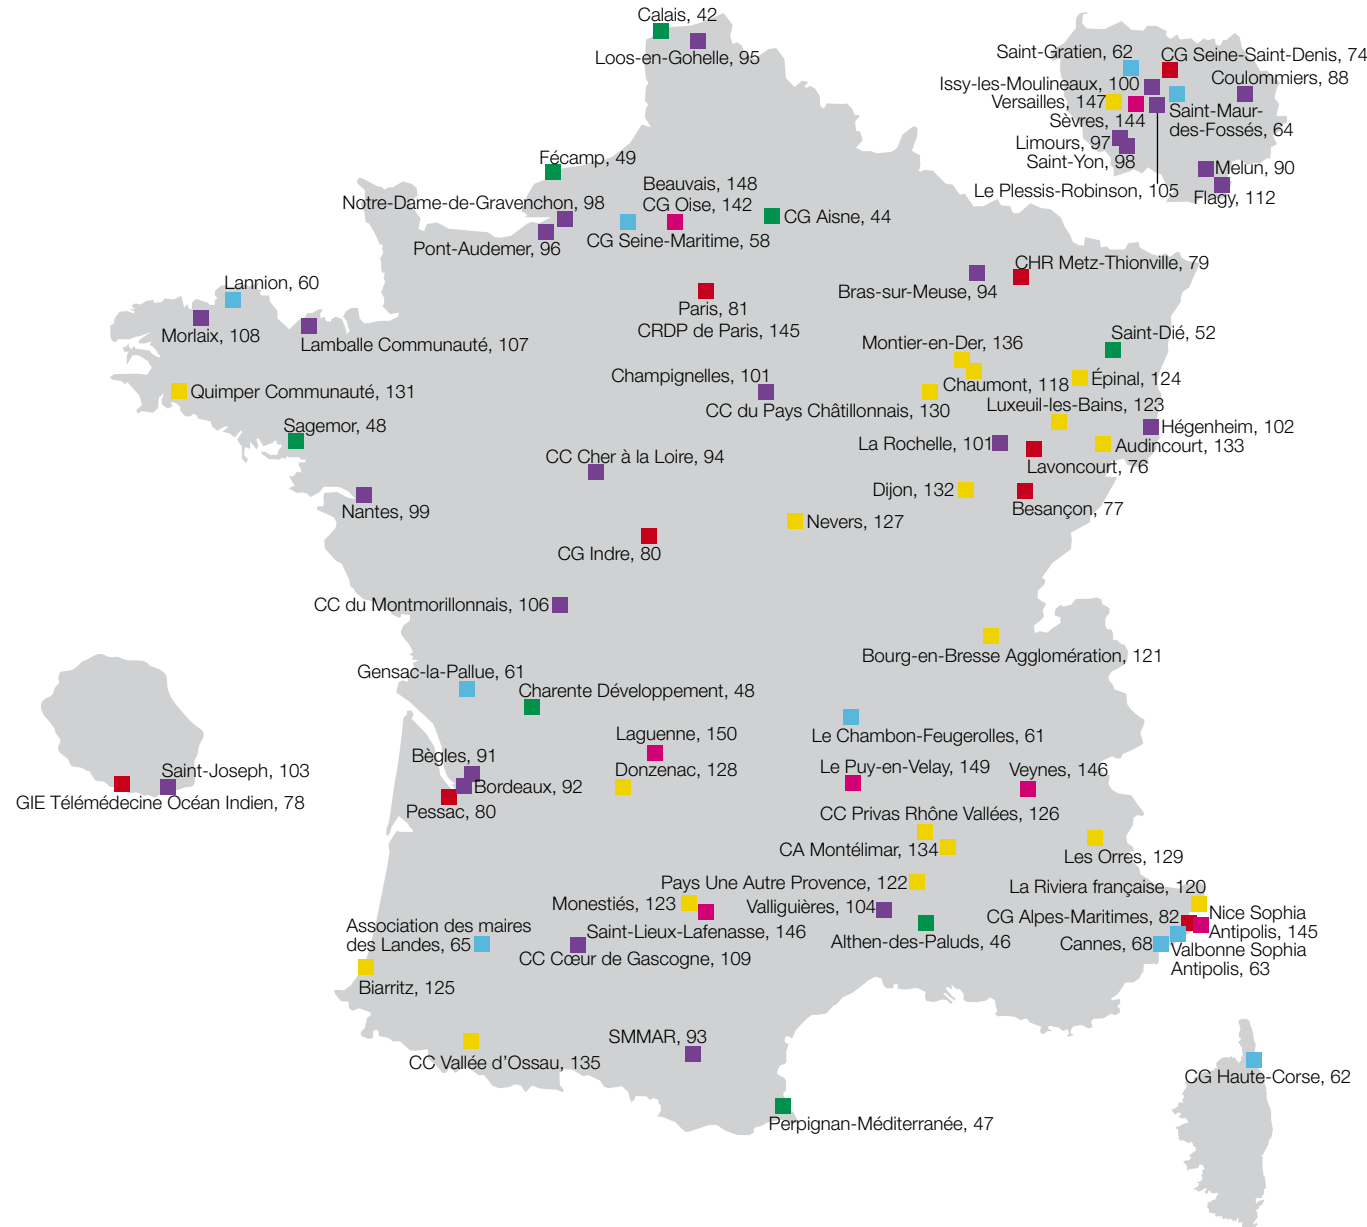 Calais, 42
Loos-en-Gohelle, 95
Saint-Gratien, 62
CG Seine-Saint-Denis, 74
Coulommiers, 88
Issy-les-Moulineaux, 100
Versailles, 147
Saint-Maur-
des-Fossés, 64
Sèvres, 144
Limours, 97
Saint-Yon, 98
Melun, 90
Le Plessis-Robinson, 105
Flagy, 112
Fécamp, 49
Beauvais, 148
CG Oise, 142
Notre-Dame-de-Gravenchon, 98
CG Aisne, 44
Pont-Audemer, 96
CG Seine-Maritime, 58
CHR Metz-Thionville, 79
Bras-sur-Meuse, 94
Lannion, 60
Paris, 81
CRDP de Paris, 145
Morlaix, 108
Lamballe Communauté, 107
Saint-Dié, 52
Montier-en-Der, 136
Champignelles, 101
Chaumont, 118
Épinal, 124
Quimper Communauté, 131
CC du Pays Châtillonnais, 130
Luxeuil-les-Bains, 123
Sagemor, 48
Hégenheim, 102
La Rochelle, 101
Audincourt, 133
CC Cher à la Loire, 94
Lavoncourt, 76
Dijon, 132
Nantes, 99
Besançon, 77
Nevers, 127
CG Indre, 80
CC du Montmorillonnais, 106
Bourg-en-Bresse Agglomération, 121
Gensac-la-Pallue, 61
Charente Développement, 48
Laguenne, 150
Le Chambon-Feugerolles, 61
Bègles, 91
Donzenac, 128
Le Puy-en-Velay, 149
Veynes, 146
Saint-Joseph, 103
Bordeaux, 92
GIE Télémédecine Océan Indien, 78
Pessac, 80
CC Privas Rhône Vallées, 126
CA Montélimar, 134
Les Orres, 129
Pays Une Autre Provence, 122
La Riviera française, 120
Monestiés, 123
Valliguières, 104
CG Alpes-Maritimes, 82
Nice Sophia
Antipolis, 145
Association des maires
des Landes, 65
Saint-Lieux-Lafenasse, 146
Althen-des-Paluds, 46
Cannes, 68
CC Cœur de Gascogne, 109
Valbonne Sophia
Antipolis, 63
Biarritz, 125
SMMAR, 93
CC Vallée d’Ossau, 135
CG Haute-Corse, 62
Perpignan-Méditerranée, 47